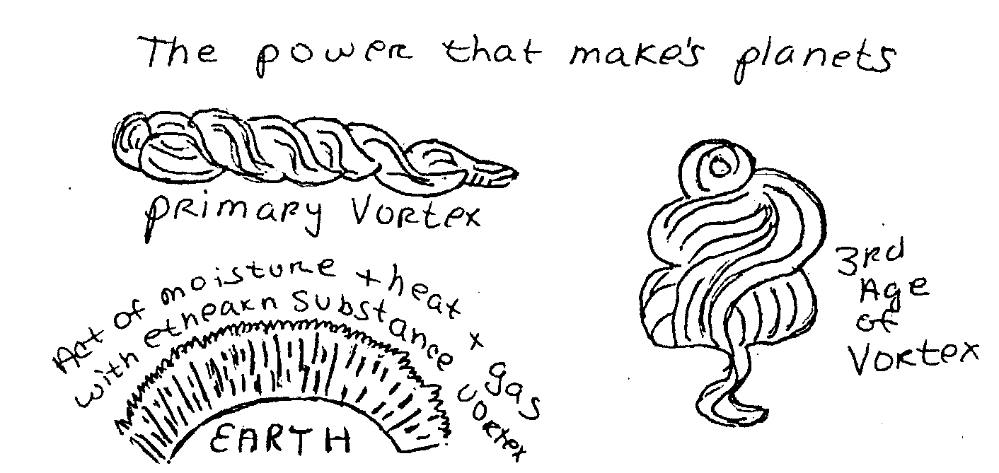 The power that make's planets
primary Vortex
Act of moisture + heat x gas
with etheakn substance vortex
EARTH
3rd
Age
of
Vortex